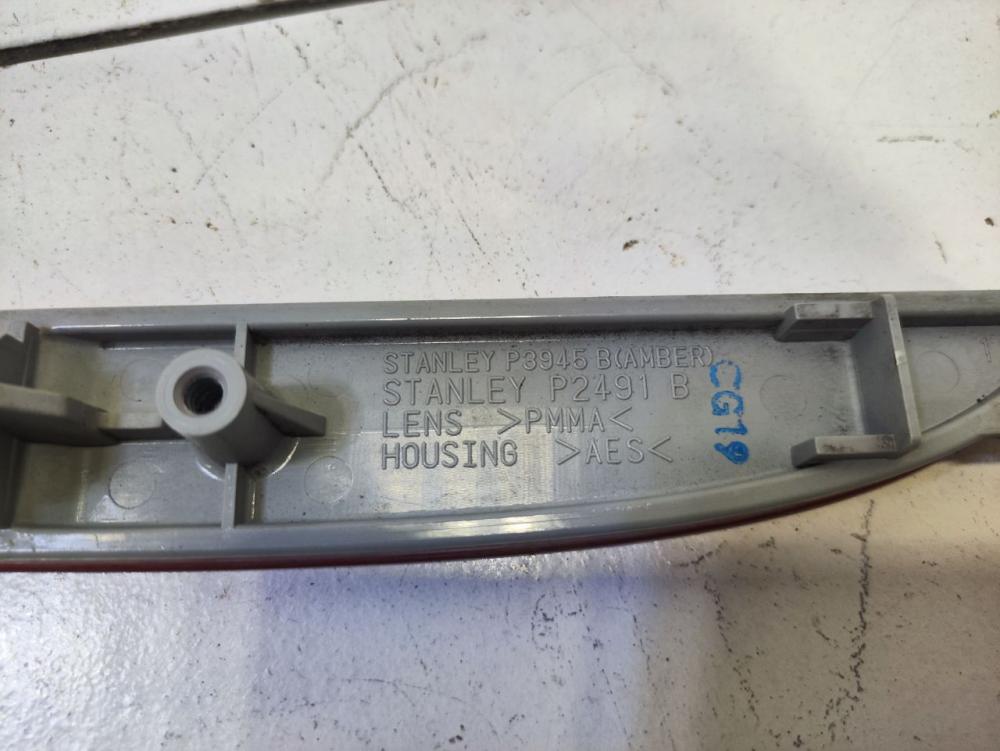 STANLEY P3945 B(AMBER)
STANLEY P2491 B
LENS >PMMA<
HOUSING >AES<
CG19